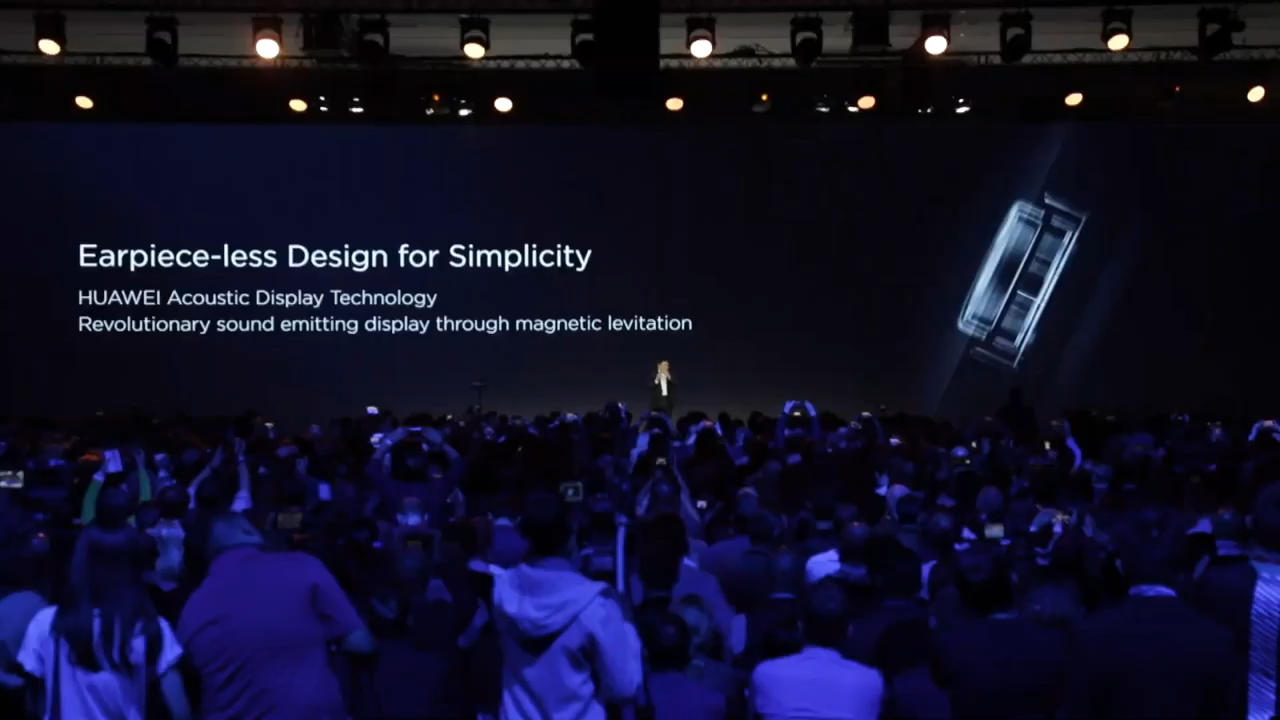 Earpiece-less Design for Simplicity
HUAWEI Acoustic Display Technology
Revolutionary sound emitting display through magnetic levitation